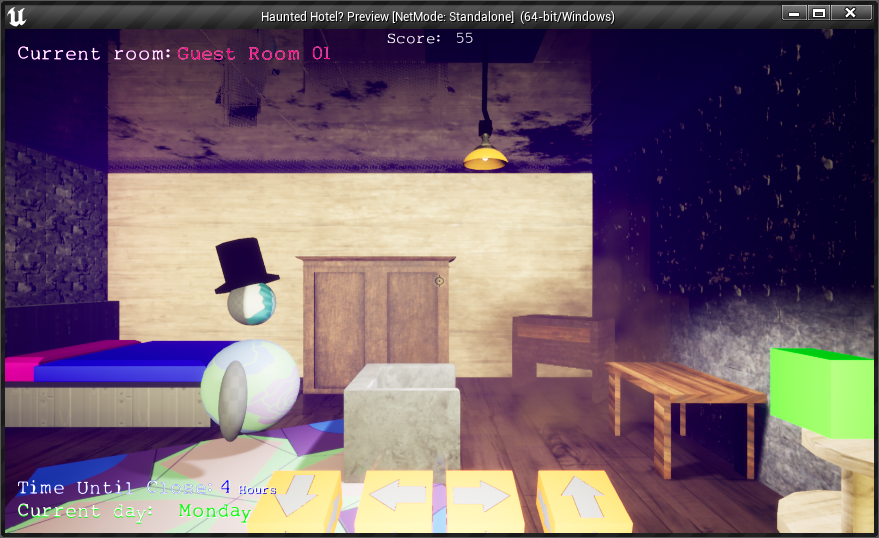 Haunted Hotel? Preview [NetMode: Standalone] (64-bit/Windows)
Score: 55
Current room: Guest Room 01
Time Until Close: 4 Hours
Current day: Monday